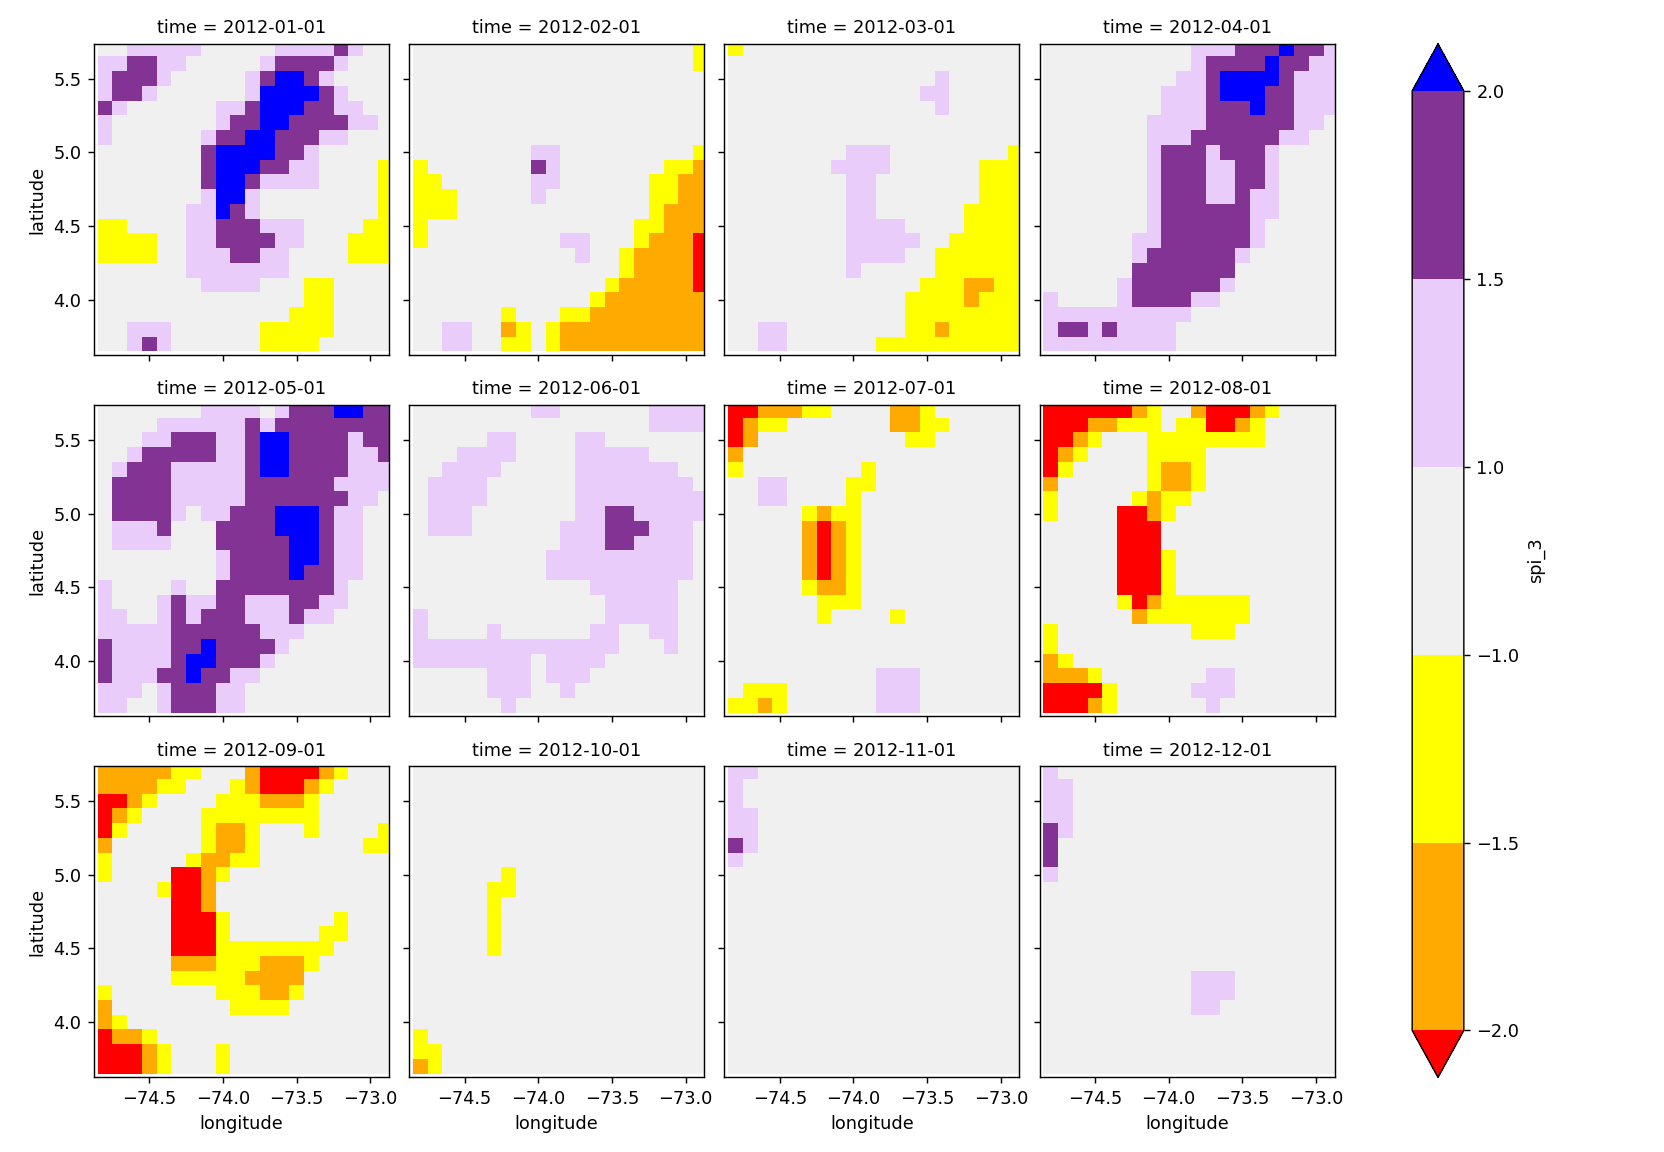 time = 2012-01-01
time = 2012-02-01
time = 2012-03-01
time = 2012-04-01
5.5
5.0
4.5
4.0
latitude
time = 2012-05-01
time = 2012-06-01
time = 2012-07-01
time = 2012-08-01
5.5
5.0
4.5
4.0
latitude
time = 2012-09-01
time = 2012-10-01
time = 2012-11-01
time = 2012-12-01
5.5
5.0
4.5
4.0
latitude
−74.5 −74.0 −73.5 −73.0
longitude
−74.5 −74.0 −73.5 −73.0
longitude
−74.5 −74.0 −73.5 −73.0
longitude
−74.5 −74.0 −73.5 −73.0
longitude
2.0
1.5
1.0
−1.0
−1.5
−2.0
spi_3